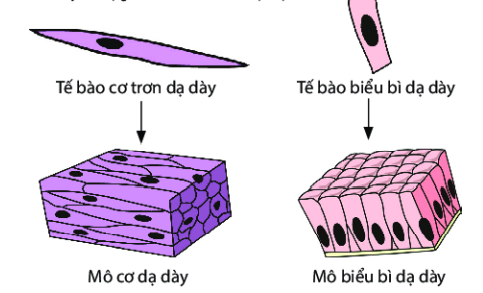 Tế bào cơ trơn dạ dày
Tế bào biểu bì dạ dày
Mô cơ dạ dày
Mô biểu bì dạ dày